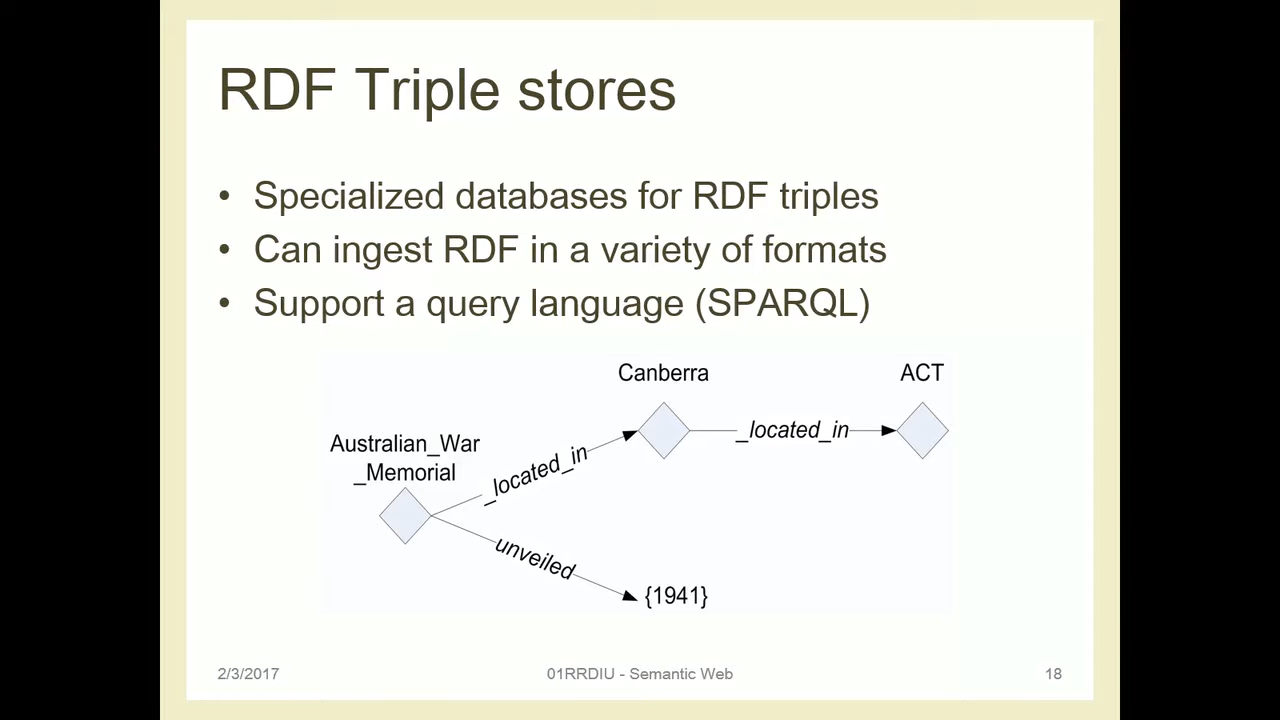 RDF Triple stores
• Specialized databases for RDF triples
• Can ingest RDF in a variety of formats
• Support a query language (SPARQL)
Canberra
ACT
Australian_War
_Memorial
_located_in
_located_in
unveiled
{1941}
2/3/2017
01RRDIU - Semantic Web
18